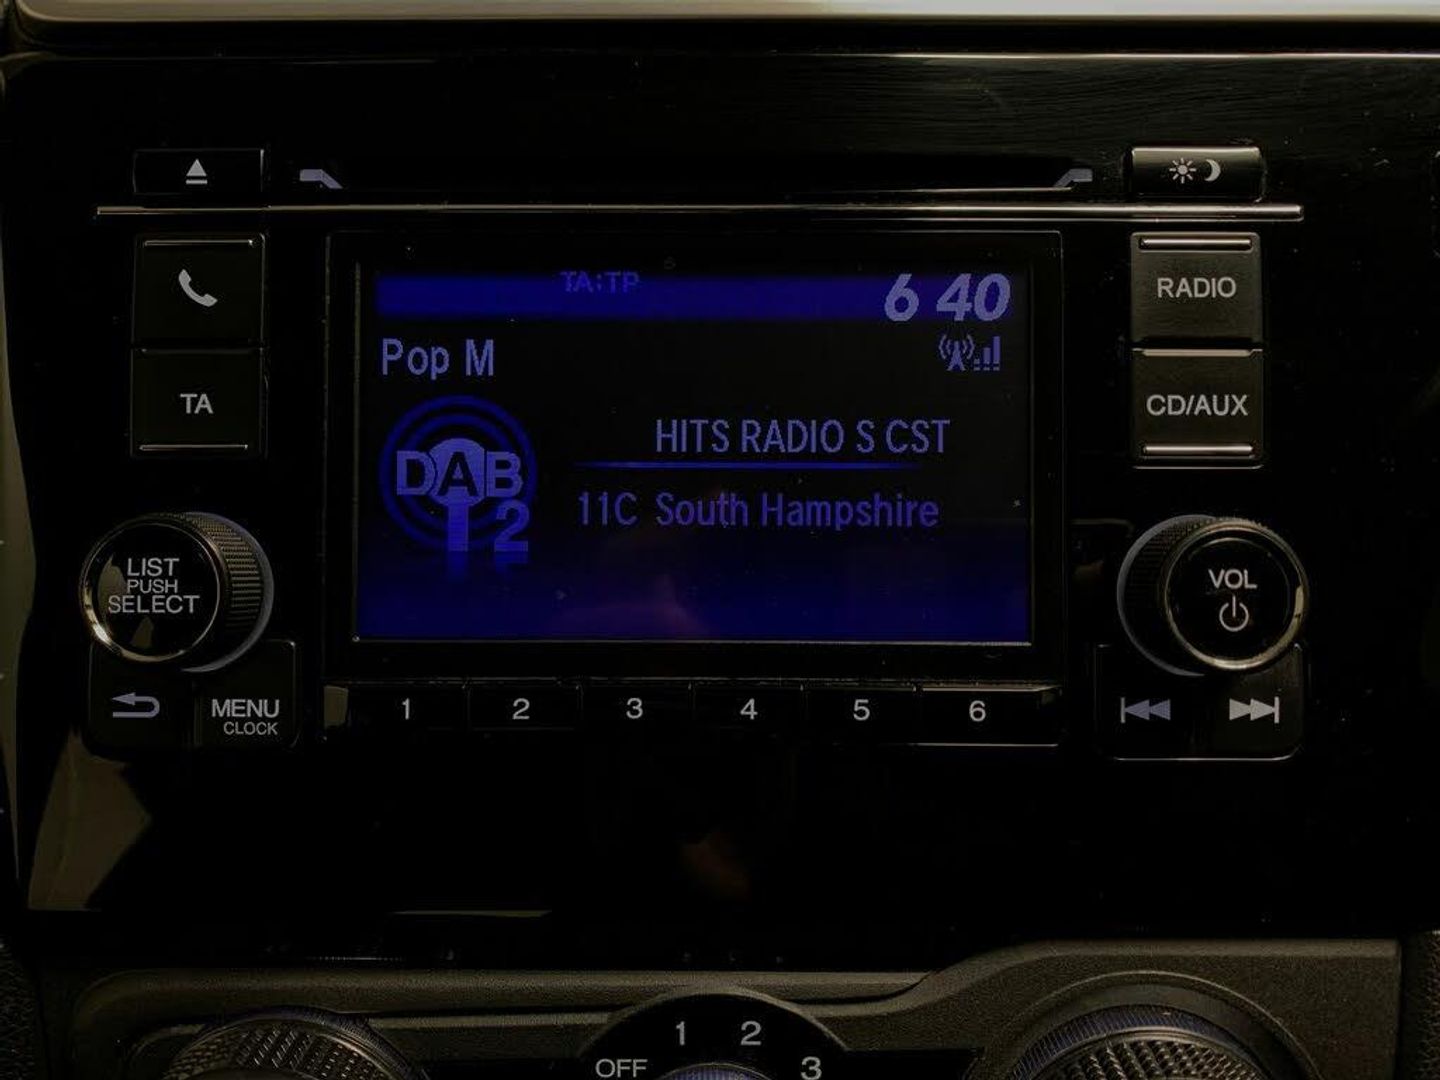 TA:TP
6 40
Pop M
DAB
2
HITS RADIO S CST
11C South Hampshire
RADIO
TA
CD/AUX
LIST
PUSH
SELECT
VOL
MENU
CLOCK
1 2 3 4 5 6
1 2
OFF 3